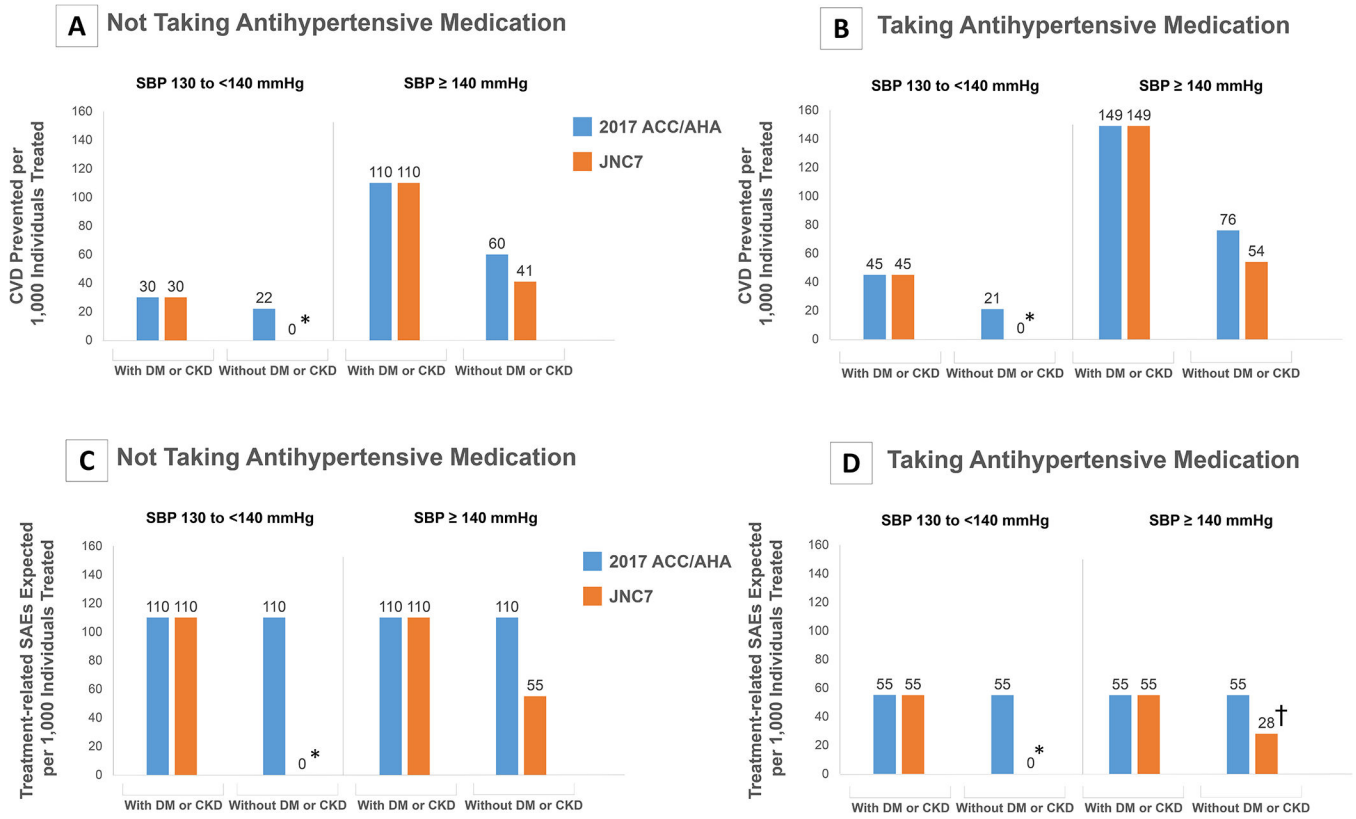 A Not Taking Antihypertensive Medication
SBP 130 to <140 mmHg SBP ≥ 140 mmHg
CVD Prevented per
1,000 Individuals Treated
160
140
120
100
80
60
40
20
0
30 30
22
0*
110 110
60
41
2017 ACC/AHA
JNC7
With DM or CKD Without DM or CKD With DM or CKD Without DM or CKD
B Taking Antihypertensive Medication
SBP 130 to <140 mmHg SBP ≥ 140 mmHg
CVD Prevented per
1,000 Individuals Treated
160
140
120
100
80
60
40
20
0
45 45
21
0*
149 149
76
54
With DM or CKD Without DM or CKD With DM or CKD Without DM or CKD
C Not Taking Antihypertensive Medication
SBP 130 to <140 mmHg SBP ≥ 140 mmHg
Treatment-related SAEs Expected
per 1,000 Individuals Treated
160
140
120
100
80
60
40
20
0
110 110
110
0*
110 110
110
55
2017 ACC/AHA
JNC7
With DM or CKD Without DM or CKD With DM or CKD Without DM or CKD
D Taking Antihypertensive Medication
SBP 130 to <140 mmHg SBP ≥ 140 mmHg
Treatment-related SAEs Expected
per 1,000 Individuals Treated
160
140
120
100
80
60
40
20
0
55 55
55
0*
55 55
55
28†
With DM or CKD Without DM or CKD With DM or CKD Without DM or CKD